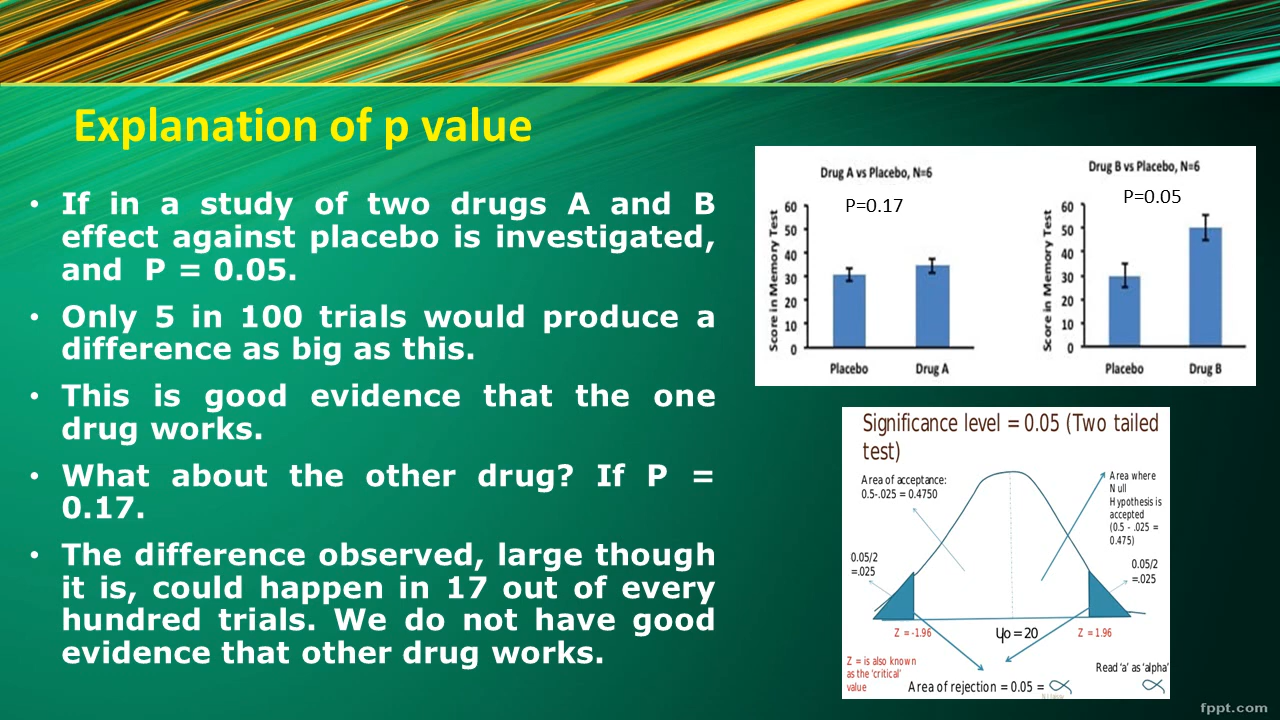 Explanation of p value
• If in a study of two drugs A and B
effect against placebo is investigated,
and P = 0.05.
• Only 5 in 100 trials would produce a
difference as big as this.
• This is good evidence that the one
drug works.
• What about the other drug? If P =
0.17.
• The difference observed, large though
it is, could happen in 17 out of every
hundred trials. We do not have good
evidence that other drug works.
Drug A vs Placebo, N=6
P=0.17
Score in Memory Test
60
50
40
30
20
10
0
Placebo
Drug A
Drug B vs Placebo, N=6
P=0.05
Score in Memory Test
60
50
40
30
20
10
0
Placebo
Drug B
Significance level = 0.05 (Two tailed
test)
Area of acceptance:
0.5-.025 = 0.4750
Area where
Null
Hypothesis is
accepted
(0.5 - .025 =
0.475)
0.05/2
=.025
0.05/2
=.025
Z = -1.96
= 20
Z = 1.96
Z = is also known
as the ‘critical’
value
Area of rejection = 0.05 = ∝
Read ‘a’ as ‘alpha’
∝
fppt.com